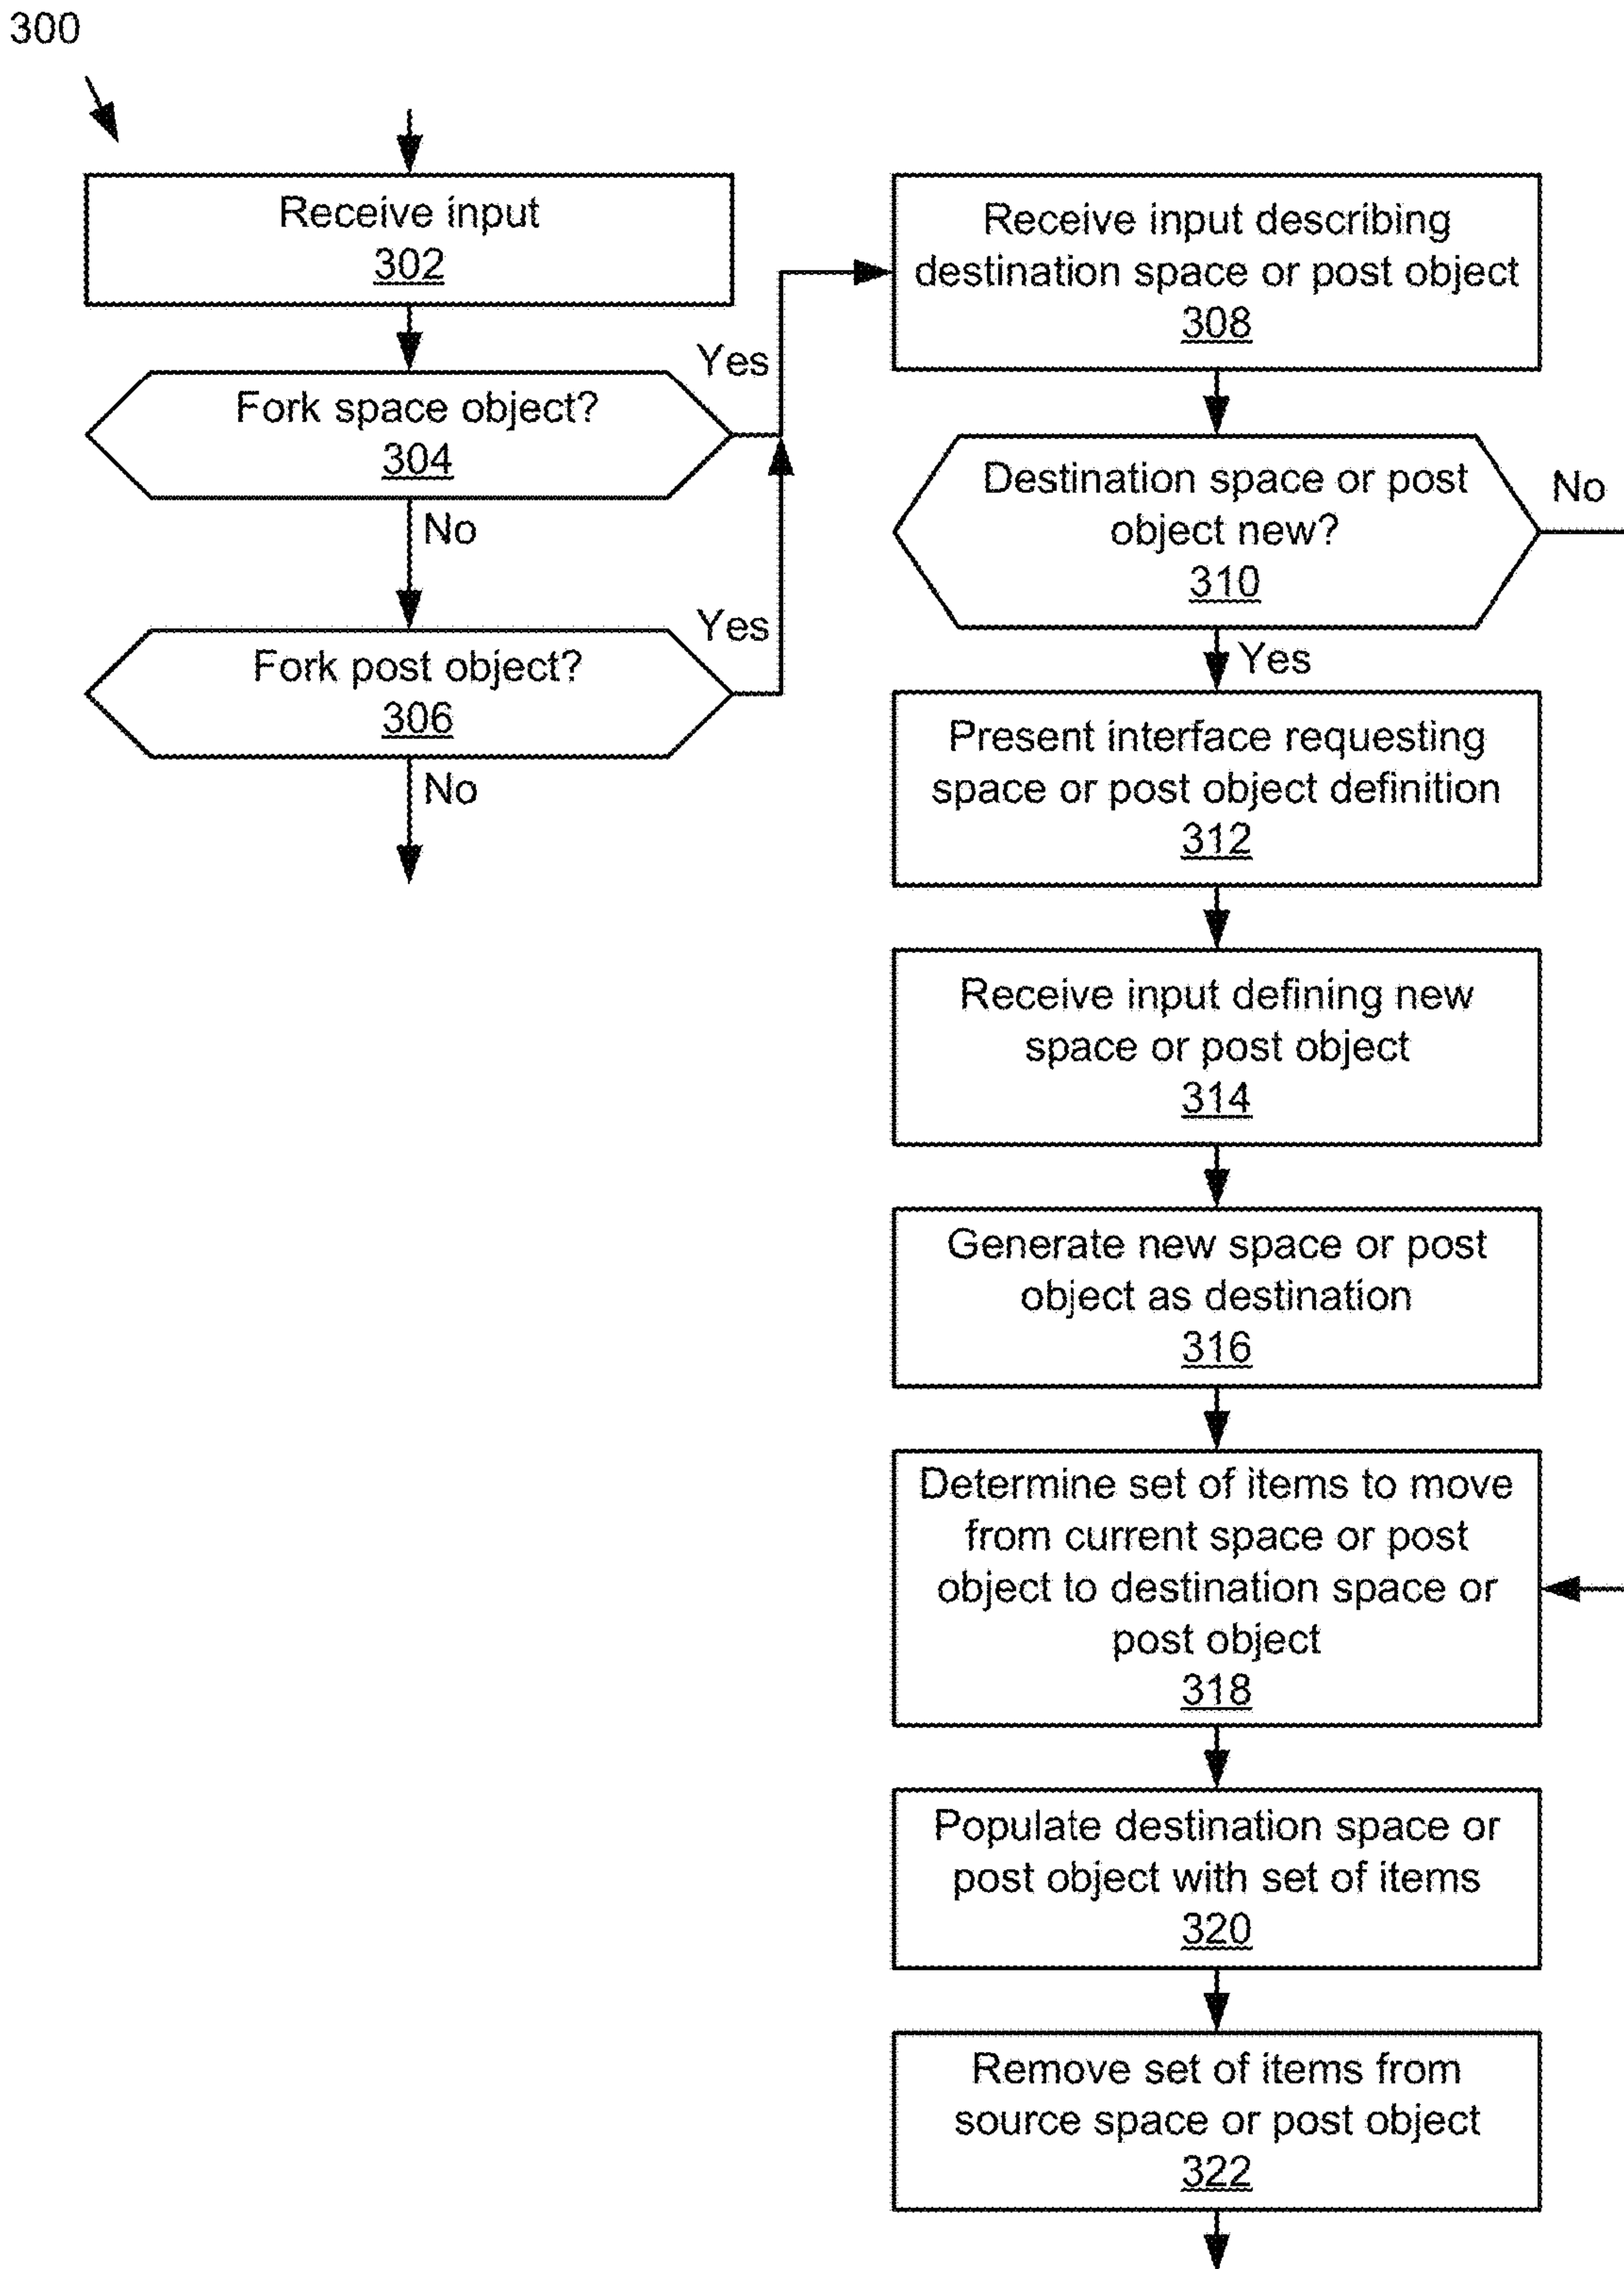 300
Receive input
302
Fork space object?
304
Yes
No
Fork post object?
306
Yes
No
Receive input describing
destination space or post object
308
Destination space or post
object new?
310
No
Yes
Present interface requesting
space or post object definition
312
Receive input defining new
space or post object
314
Generate new space or post
object as destination
316
Determine set of items to move
from current space or post
object to destination space or
post object
318
Populate destination space or
post object with set of items
320
Remove set of items from
source space or post object
322